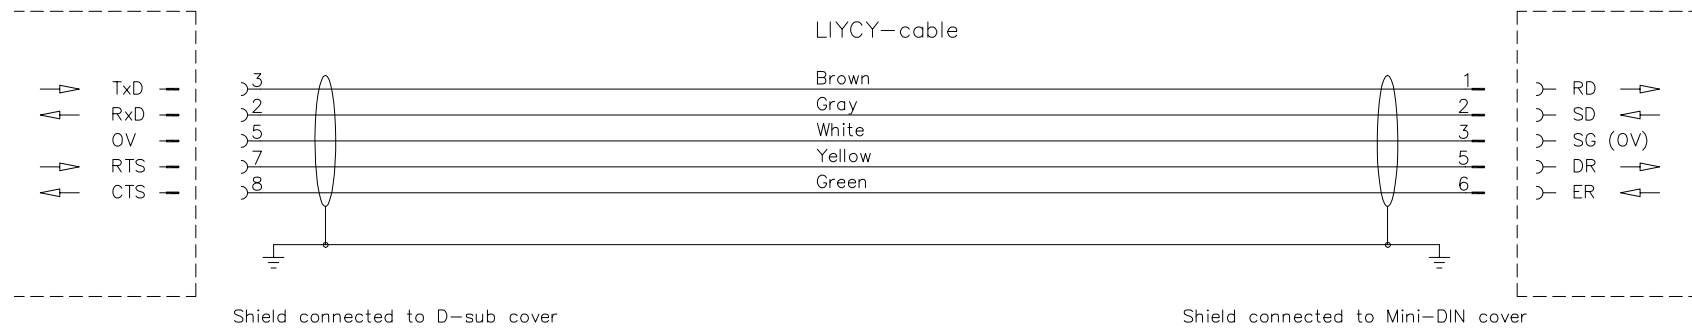 LIYCY-cable
TxD 3 Brown 1 RD
RxD 2 Gray 2 SD
0V 5 White 3 SG (0V)
RTS 7 Yellow 5 DR
CTS 8 Green 6 ER
Shield connected to D-sub cover Shield connected to Mini-DIN cover